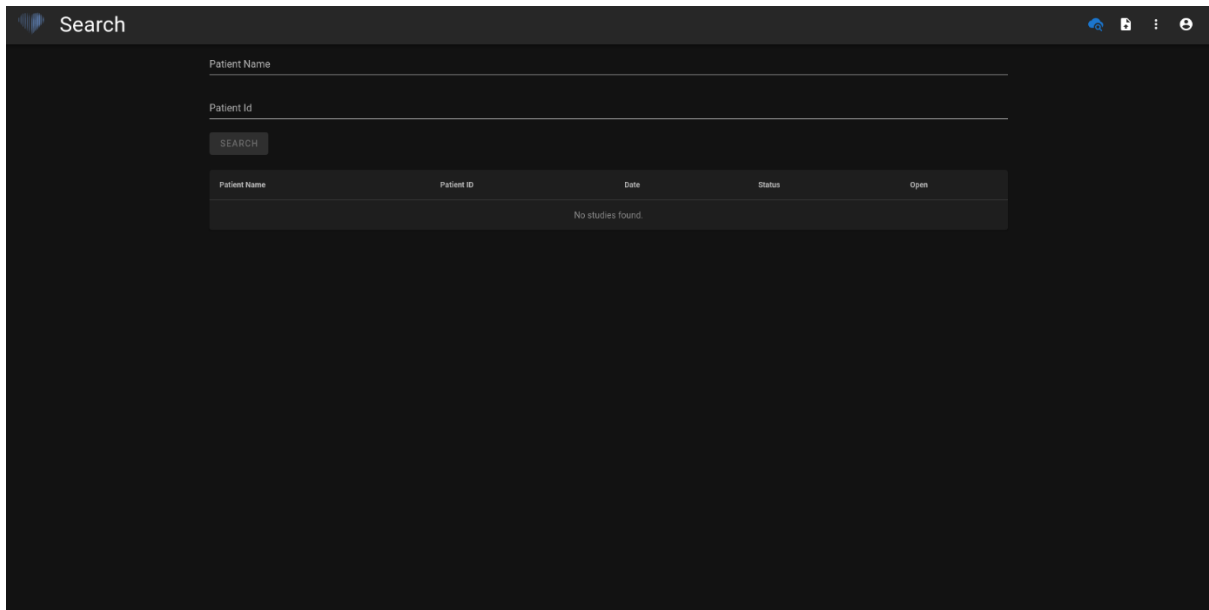 Search
Patient Name
Patient Id
SEARCH
Patient Name Patient ID Date Status Open
No studies found.